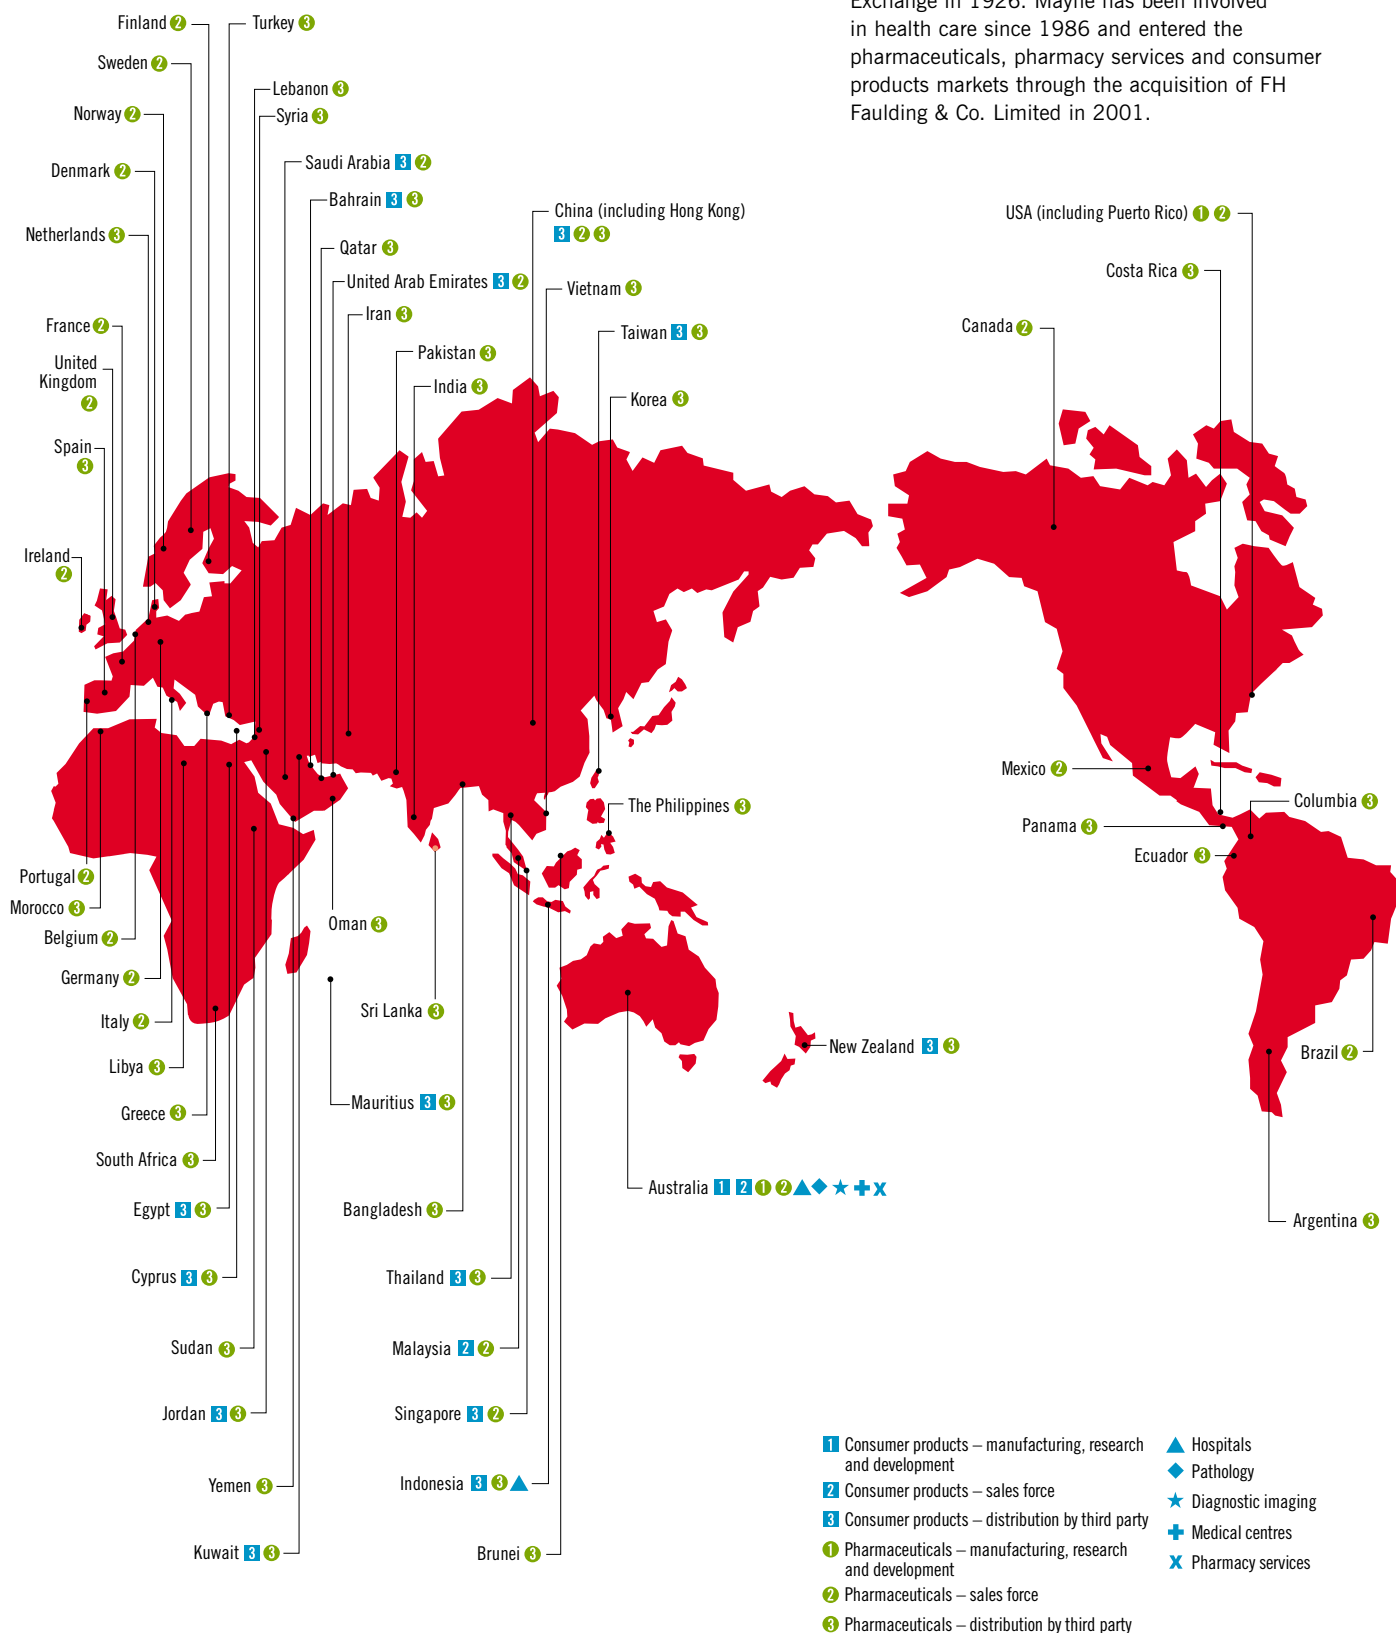 Exchange in 1926. Mayne has been involved
in health care since 1986 and entered the
pharmaceuticals, pharmacy services and consumer
products markets through the acquisition of FH
Faulding & Co. Limited in 2001.
Finland 2
Turkey 3
Sweden 2
Lebanon 3
Norway 2
Syria 3
Saudi Arabia 3 2
Denmark 2
Bahrain 3 3
Netherlands 3
Qatar 3
United Arab Emirates 3 2
Iran 3
France 2
Pakistan 3
United
Kingdom
2
India 3
Spain
3
Ireland
2
China (including Hong Kong)
3 2 3
Vietnam 3
Taiwan 3 3
Korea 3
USA (including Puerto Rico) 1 2
Costa Rica 3
Canada 2
Mexico 2
Columbia 3
Panama 3
Ecuador 3
The Philippines 3
Portugal 2
Morocco 3
Belgium 2
Oman 3
Germany 2
Sri Lanka 3
Italy 2
New Zealand 3 3
Brazil 2
Libya 3
Mauritius 3 3
Greece 3
South Africa 3
Australia 1 2 1 2
Egypt 3 3
Bangladesh 3
Argentina 3
Cyprus 3 3
Thailand 3 3
Sudan 3
Malaysia 2 2
Jordan 3 3
Singapore 3 2
Yemen 3
Indonesia 3 3
Kuwait 3 3
Brunei 3
1 Consumer products – manufacturing, research
and development
2 Consumer products – sales force
3 Consumer products – distribution by third party
1 Pharmaceuticals – manufacturing, research
and development
2 Pharmaceuticals – sales force
3 Pharmaceuticals – distribution by third party
Hospitals
Pathology
Diagnostic imaging
Medical centres
Pharmacy services